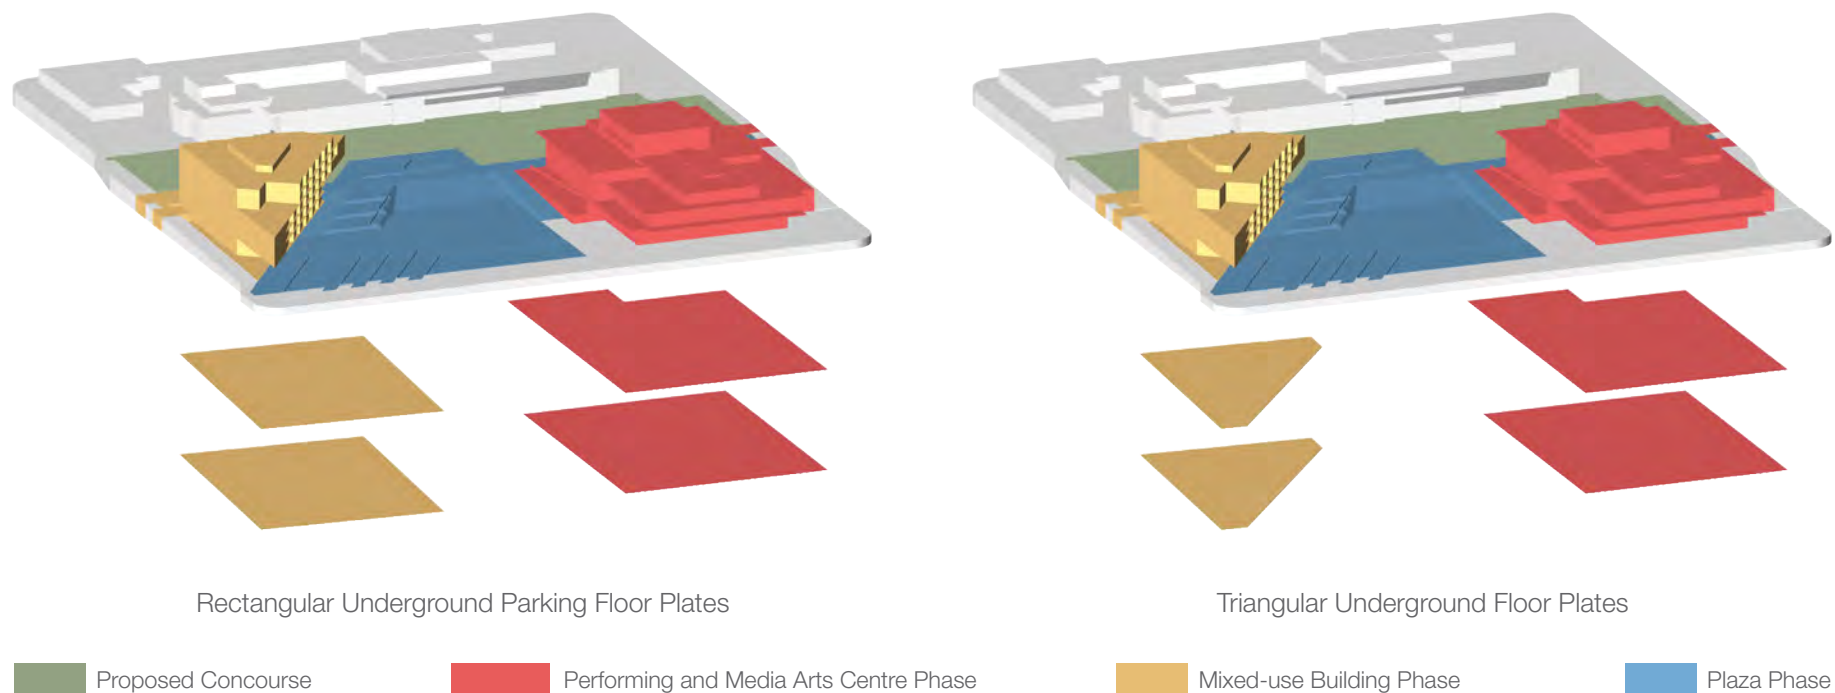 Rectangular Underground Parking Floor Plates
Triangular Underground Floor Plates
Proposed Concourse
Performing and Media Arts Centre Phase
Mixed-use Building Phase
Plaza Phase